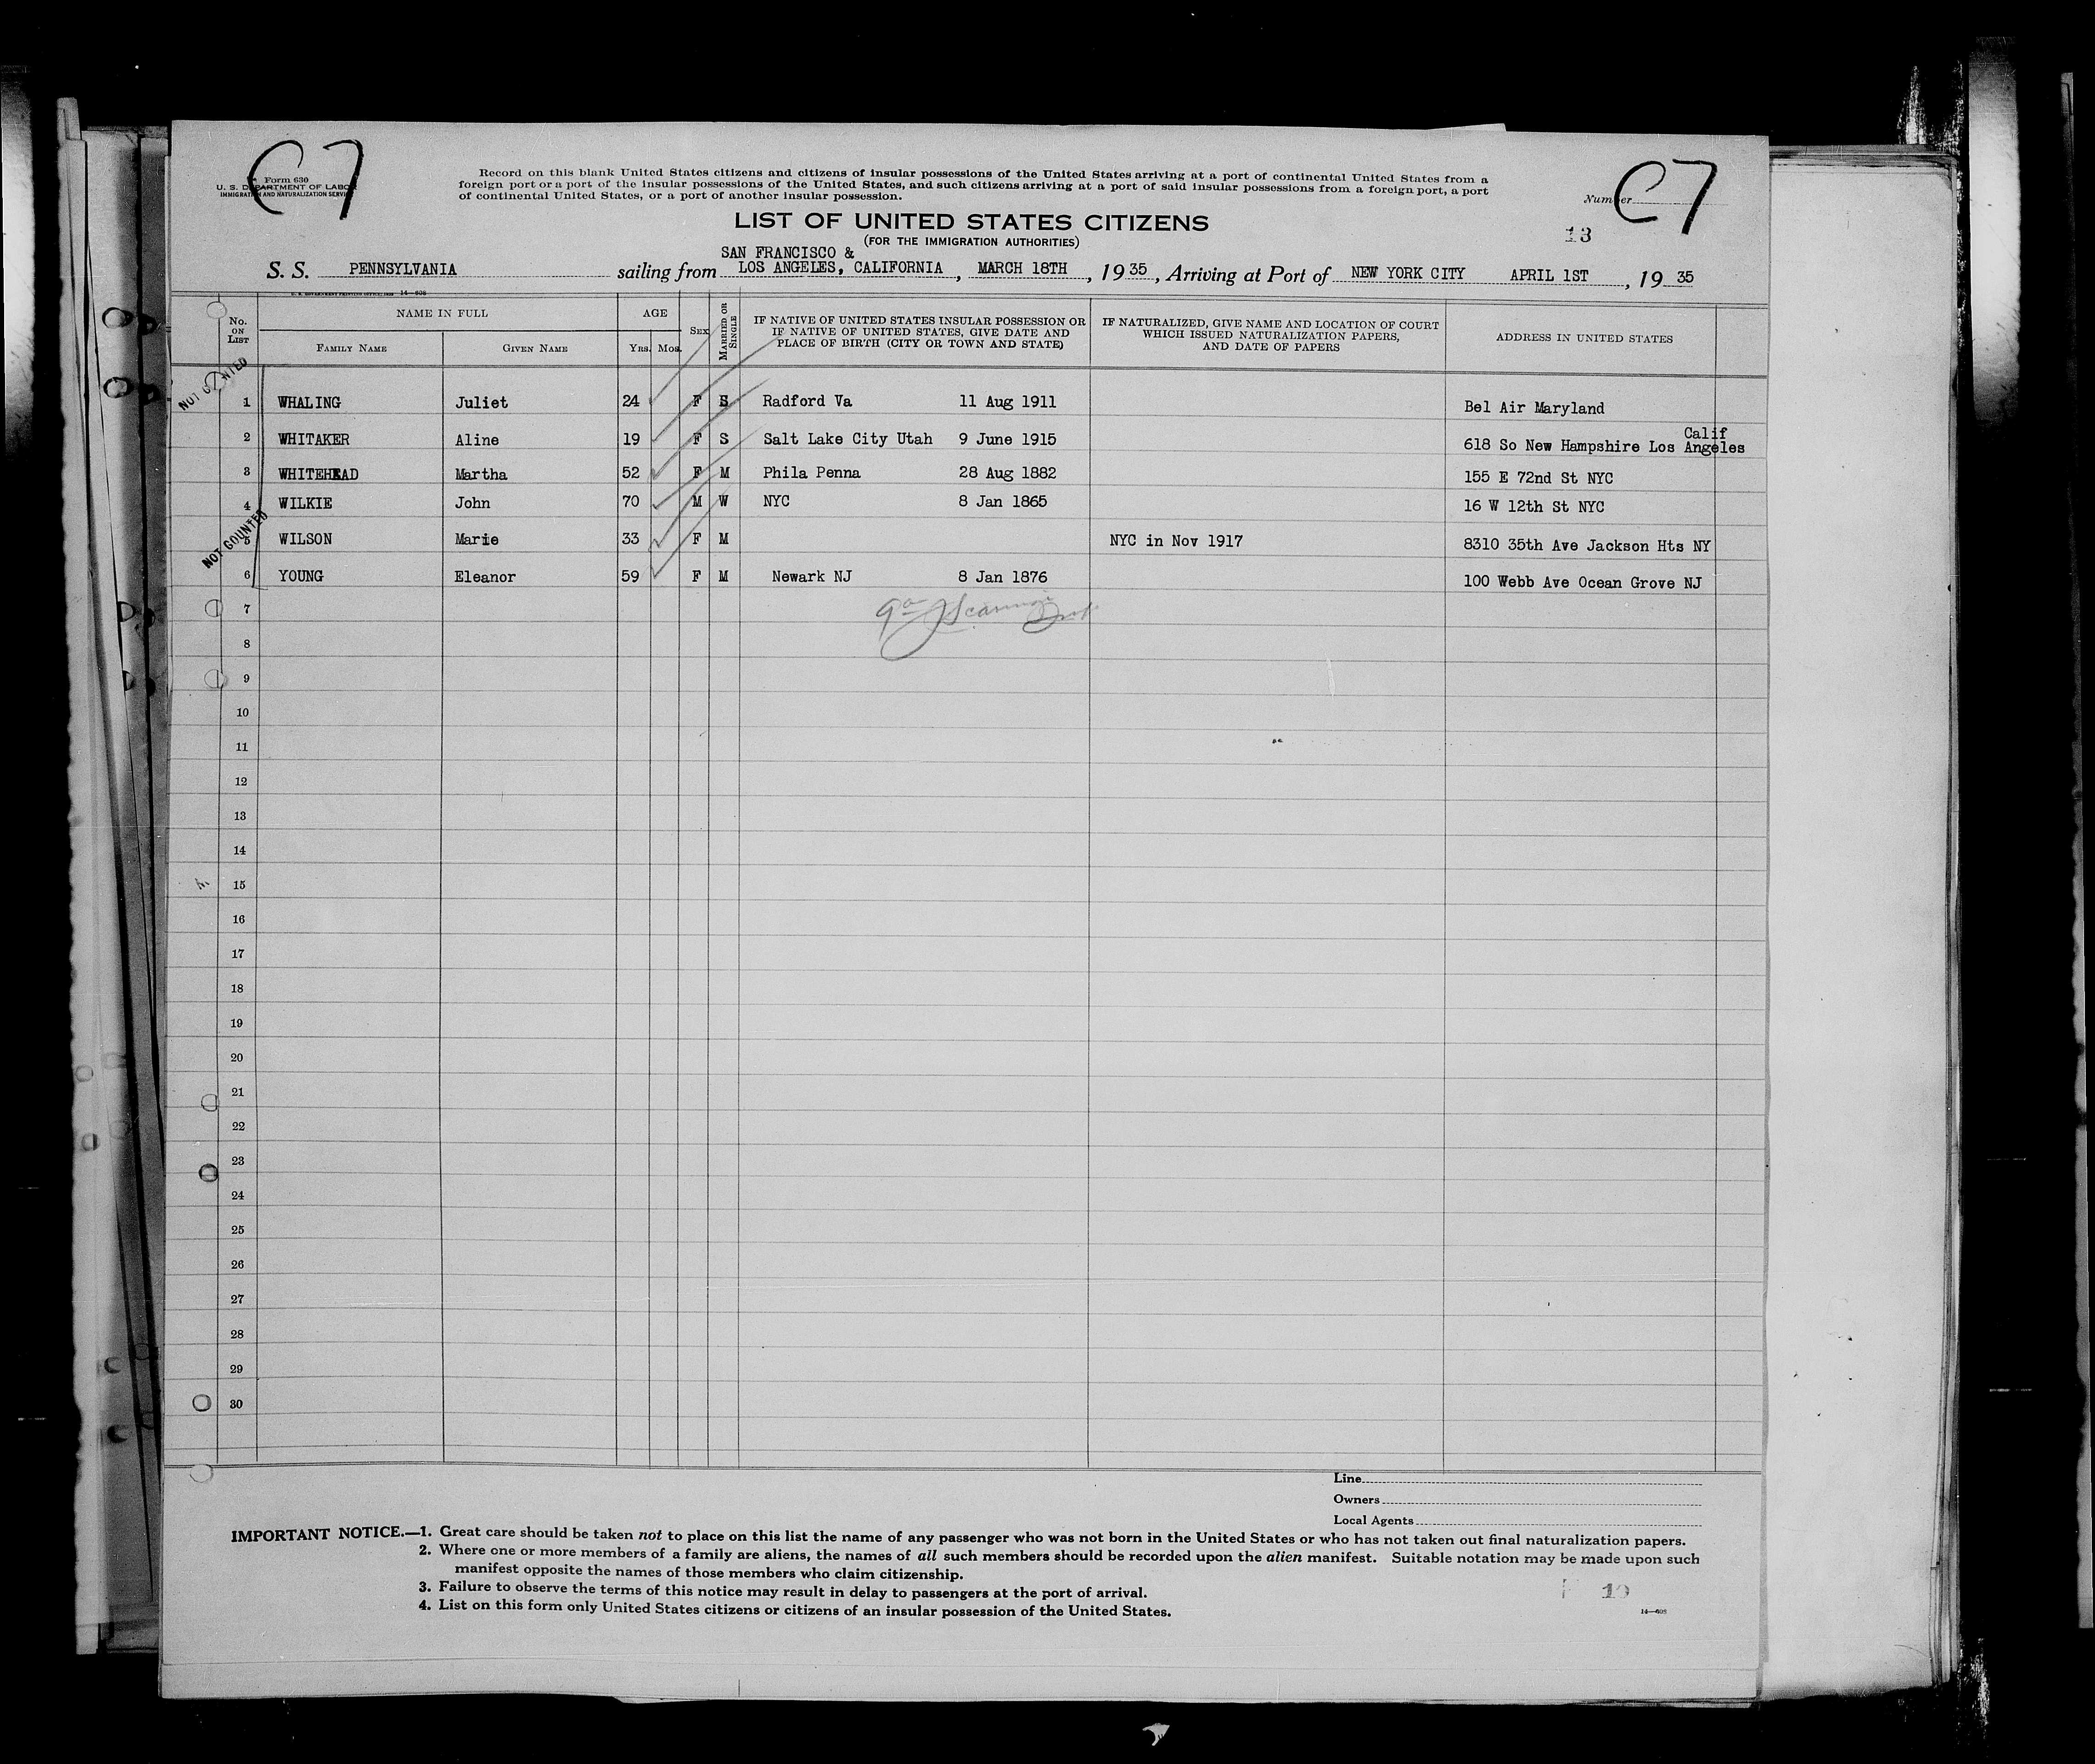 C7
Form 630
U. S. DEPARTMENT OF LABOR
IMMIGRATION AND NATURALIZATION SERVICE
Record on this blank United States citizens and citizens of insular possessions of the United States arriving at a port of continental United States from a
foreign port or a port of the insular possessions of the United States, and such citizens arriving at a port of said insular possessions from a foreign port, a port
of continental United States, or a port of another insular possession.
Number C7
LIST OF UNITED STATES CITIZENS
(FOR THE IMMIGRATION AUTHORITIES)
13
SAN FRANCISCO &
S. S. PENNSYLVANIA sailing from LOS ANGELES, CALIFORNIA, MARCH 18TH, 1935, Arriving at Port of NEW YORK CITY APRIL 1ST, 1935
No. ON LIST
NAME IN FULL
FAMILY NAME
GIVEN NAME
AGE
Yrs. Mos.
SEX
MARRIED OR SINGLE
IF NATIVE OF UNITED STATES INSULAR POSSESSION OR
IF NATIVE OF UNITED STATES, GIVE DATE AND
PLACE OF BIRTH (CITY OR TOWN AND STATE)
IF NATURALIZED, GIVE NAME AND LOCATION OF COURT
WHICH ISSUED NATURALIZATION PAPERS,
AND DATE OF PAPERS
ADDRESS IN UNITED STATES
NOT COUNTED
1 WHALING Juliet 24 F S Radford Va 11 Aug 1911 Bel Air Maryland
2 WHITAKER Aline 19 F S Salt Lake City Utah 9 June 1915 618 So New Hampshire Los Angeles Calif
3 WHITEHEAD Martha 52 F M Phila Penna 28 Aug 1882 155 E 72nd St NYC
4 WILKIE John 70 M W NYC 8 Jan 1865 16 W 12th St NYC
NOT COUNTED
5 WILSON Marie 33 F M NYC in Nov 1917 8310 35th Ave Jackson Hts NY
6 YOUNG Eleanor 59 F M Newark NJ 8 Jan 1876 100 Webb Ave Ocean Grove NJ
7
8
9
10
11
12
13
14
15
16
17
18
19
20
21
22
23
24
25
26
27
28
29
30
Line
Owners
Local Agents
IMPORTANT NOTICE.—1. Great care should be taken not to place on this list the name of any passenger who was not born in the United States or who has not taken out final naturalization papers.
2. Where one or more members of a family are aliens, the names of all such members should be recorded upon the alien manifest. Suitable notation may be made upon such
manifest opposite the names of those members who claim citizenship.
3. Failure to observe the terms of this notice may result in delay to passengers at the port of arrival.
4. List on this form only United States citizens or citizens of an insular possession of the United States.
10
14—608